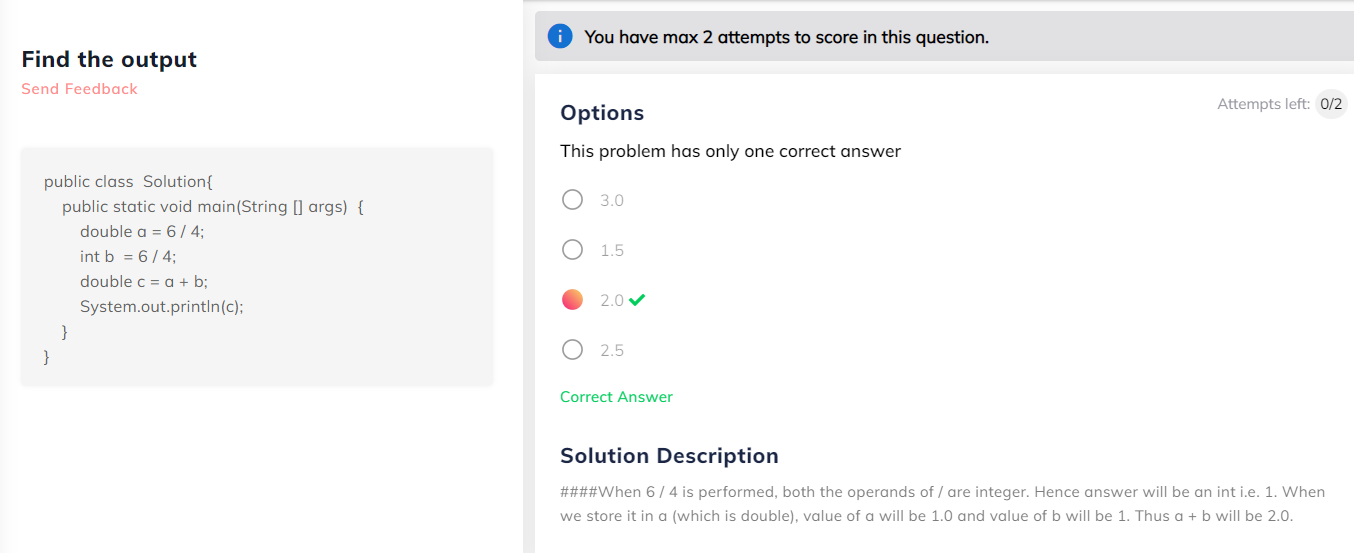 Find the output
Send Feedback
public class  Solution{
public static void main(String [] args)  {
double a = 6 / 4;
int b  = 6 / 4;
double c = a + b;
System.out.println(c);
}
}
You have max 2 attempts to score in this question.
Options
Attempts left: 0/2
This problem has only one correct answer
3.0
1.5
2.0
2.5
Correct Answer
Solution Description
####When 6 / 4 is performed, both the operands of / are integer. Hence answer will be an int i.e. 1. When
we store it in a (which is double), value of a will be 1.0 and value of b will be 1. Thus a + b will be 2.0.